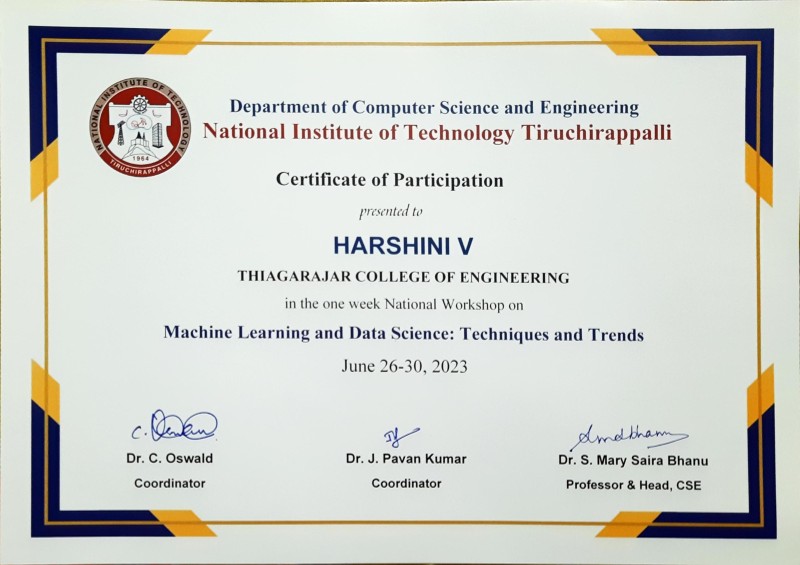 NATIONAL INSTITUTE OF TECHNOLOGY
1964
TIRUCHIRAPPALLI
Department of Computer Science and Engineering
National Institute of Technology Tiruchirappalli
Certificate of Participation
presented to
HARSHINI V
THIAGARAJAR COLLEGE OF ENGINEERING
in the one week National Workshop on
Machine Learning and Data Science: Techniques and Trends
June 26-30, 2023
Dr. C. Oswald
Coordinator
Dr. J. Pavan Kumar
Coordinator
Dr. S. Mary Saira Bhanu
Professor & Head, CSE